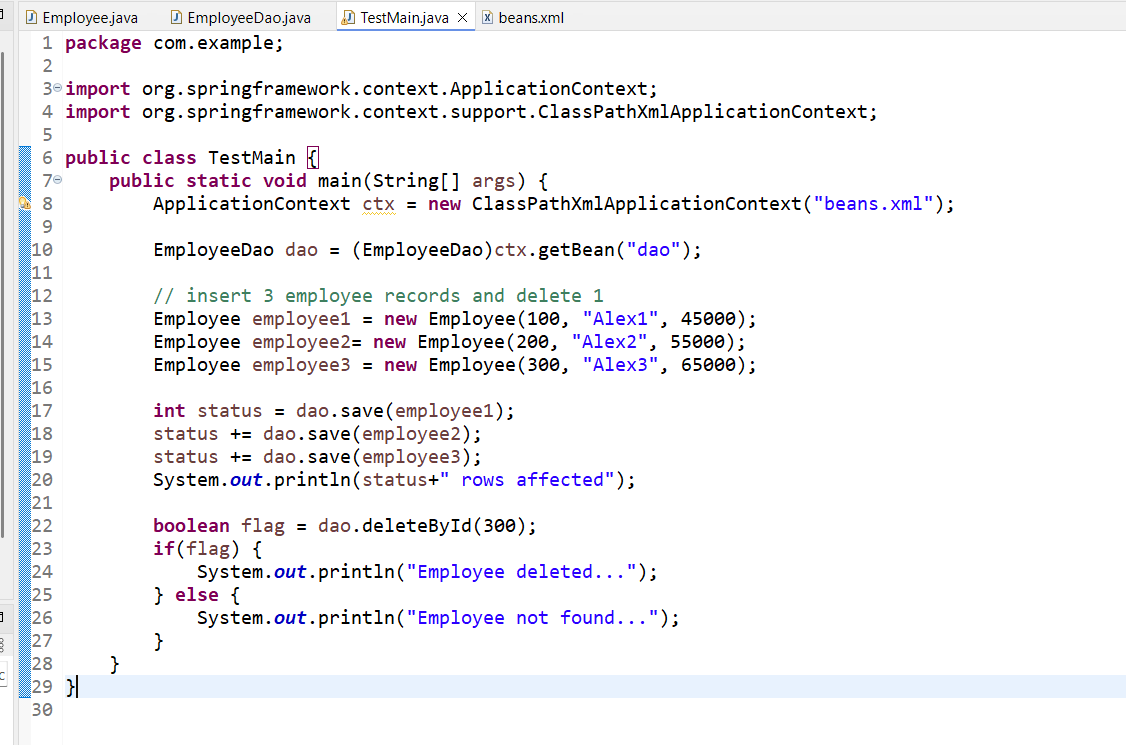 Employee.java EmployeeDao.java TestMain.java beans.xml
1 package com.example;
2
3 import org.springframework.context.ApplicationContext;
4 import org.springframework.context.support.ClassPathXmlApplicationContext;
5
6 public class TestMain {
7 public static void main(String[] args) {
8 ApplicationContext ctx = new ClassPathXmlApplicationContext("beans.xml");
9
10 EmployeeDao dao = (EmployeeDao)ctx.getBean("dao");
11
12 // insert 3 employee records and delete 1
13 Employee employee1 = new Employee(100, "Alex1", 45000);
14 Employee employee2= new Employee(200, "Alex2", 55000);
15 Employee employee3 = new Employee(300, "Alex3", 65000);
16
17 int status = dao.save(employee1);
18 status += dao.save(employee2);
19 status += dao.save(employee3);
20 System.out.println(status+" rows affected");
21
22 boolean flag = dao.deleteById(300);
23 if(flag) {
24 System.out.println("Employee deleted...");
25 } else {
26 System.out.println("Employee not found...");
27 }
28 }
29 }
30